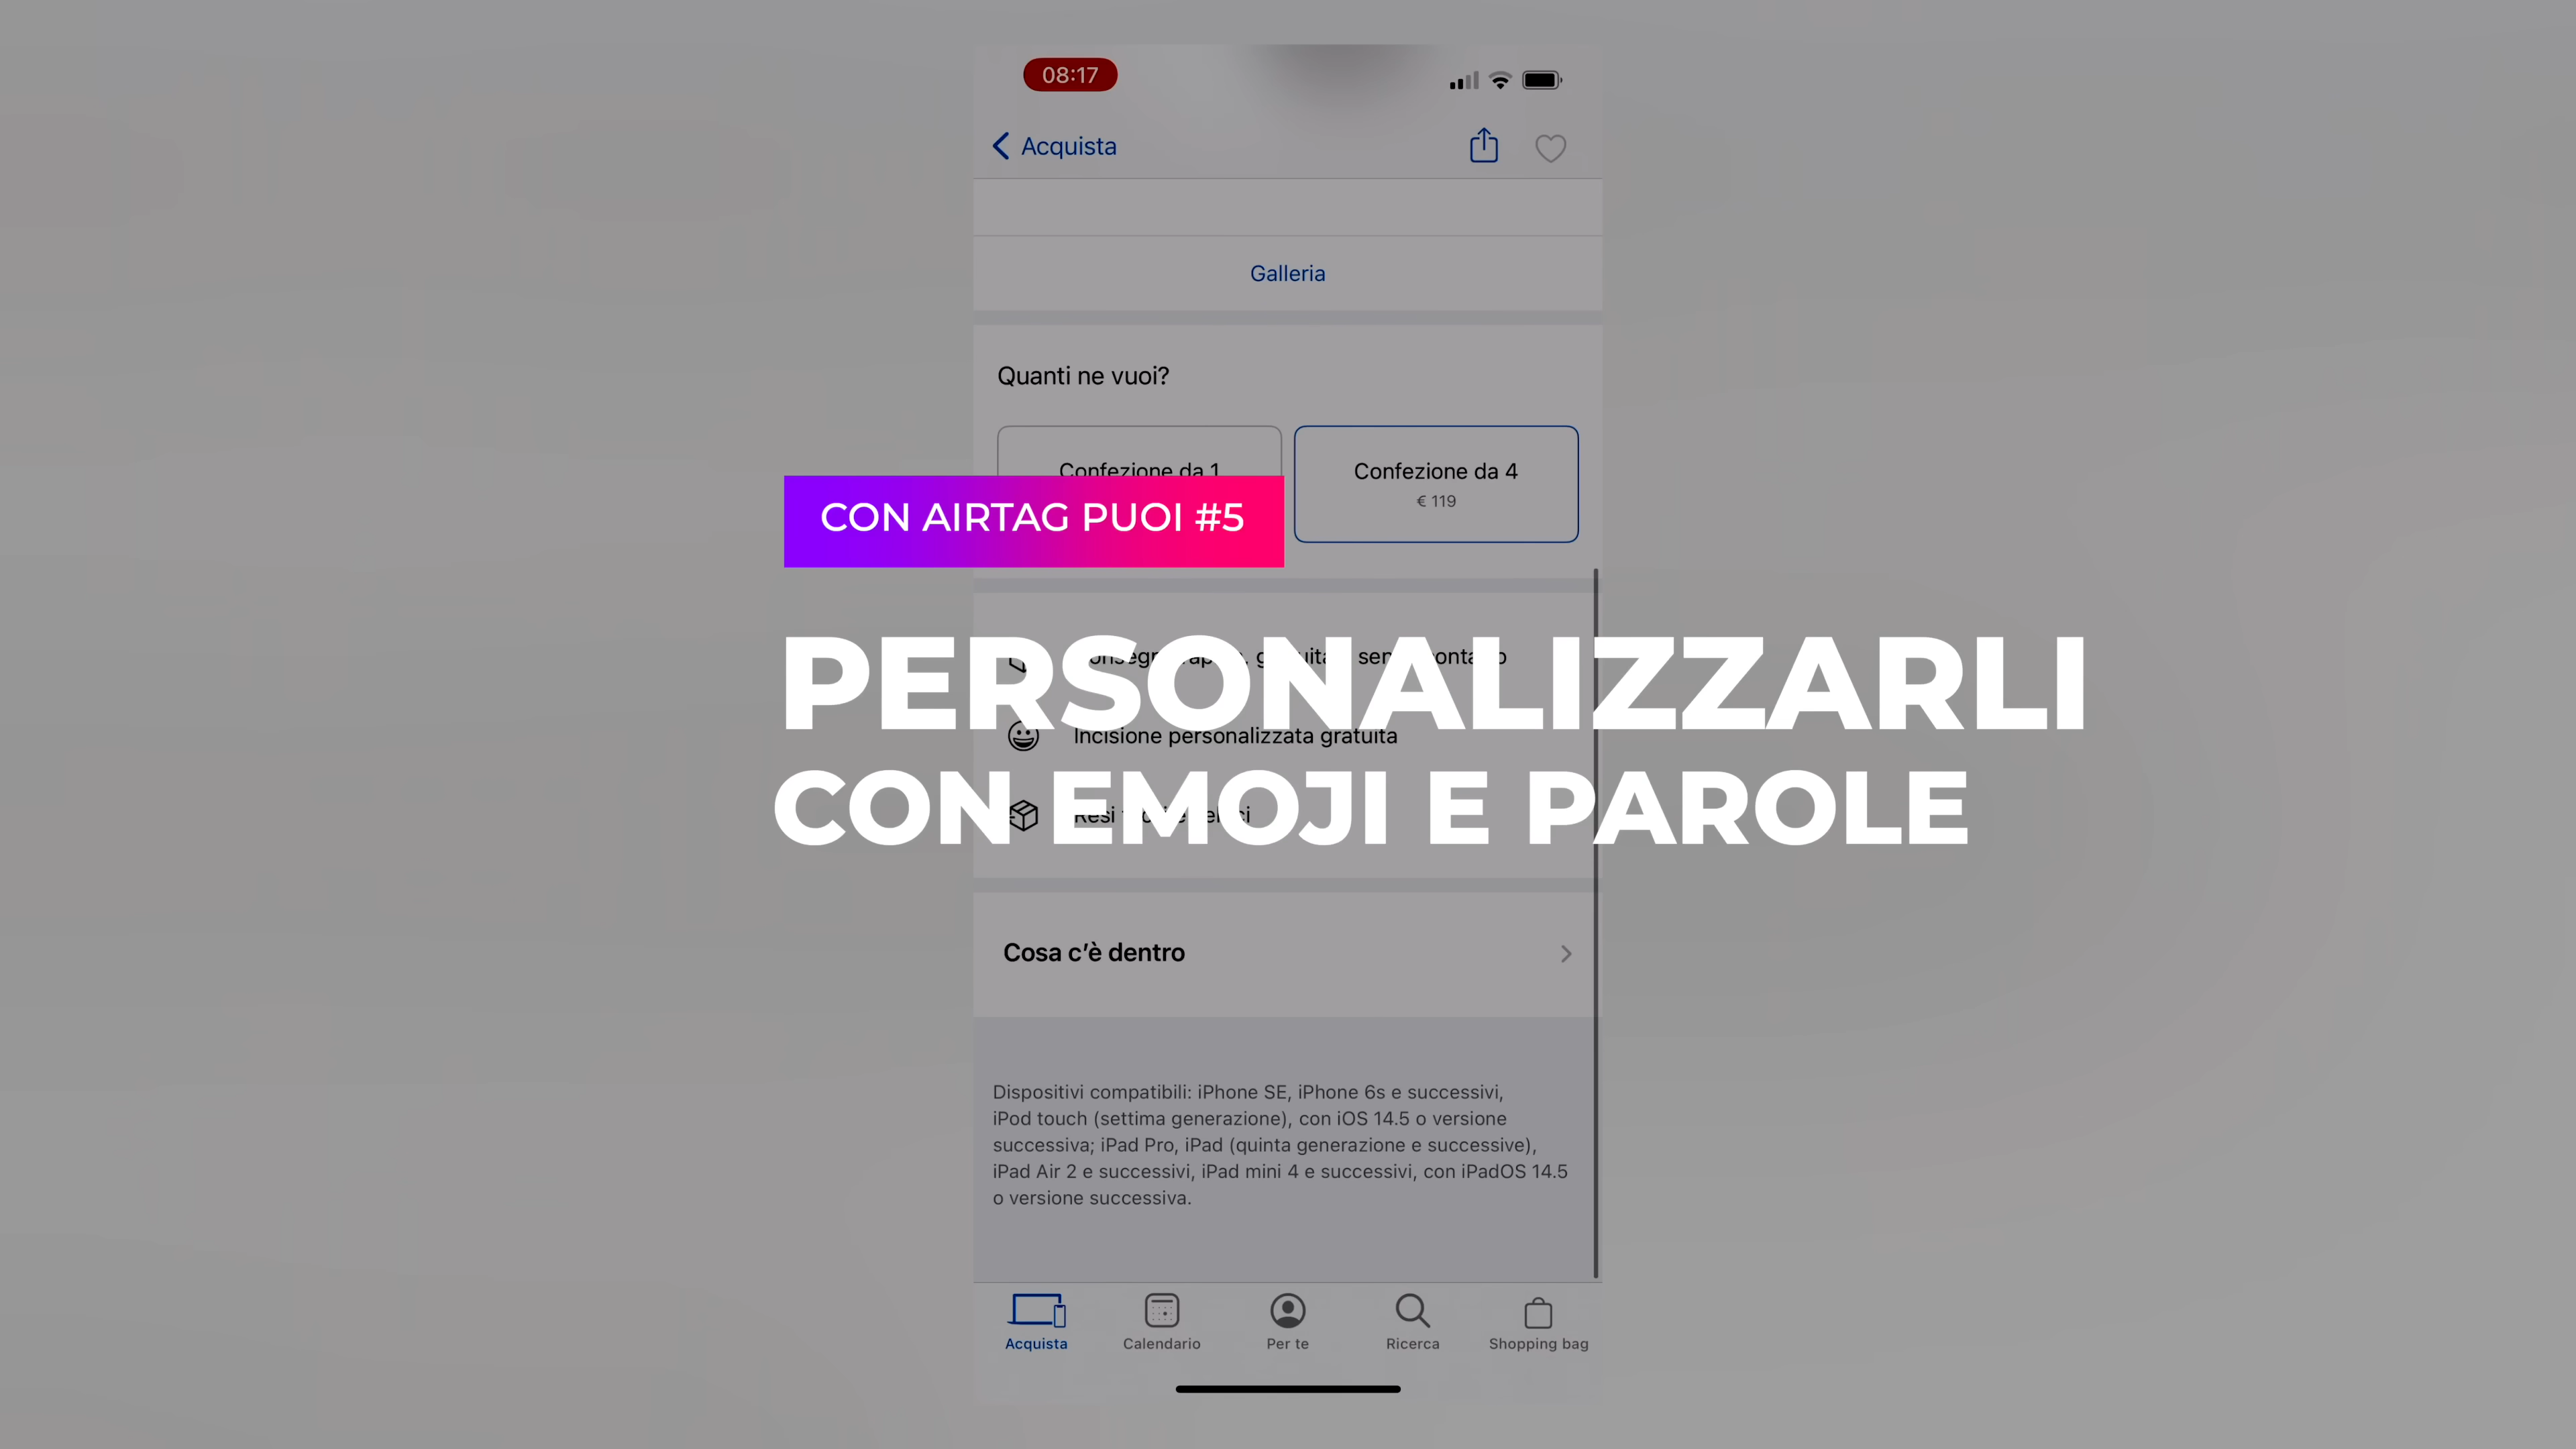 08:17
Acquista
Galleria
Quanti ne vuoi?
Confezione da 1
Confezione da 4
€ 119
CON AIRTAG PUOI #5
PERSONALIZZARLI
Incisione personalizzata gratuita
CON EMOJI E PAROLE
Resi
Cosa c'è dentro
Dispositivi compatibili: iPhone SE, iPhone 6s e successivi,
iPod touch (settima generazione), con iOS 14.5 o versione
successiva; iPad Pro, iPad (quinta generazione e successive),
iPad Air 2 e successivi, iPad mini 4 e successivi, con iPadOS 14.5
o versione successiva.
Acquista
Calendario
Per te
Ricerca
Shopping bag